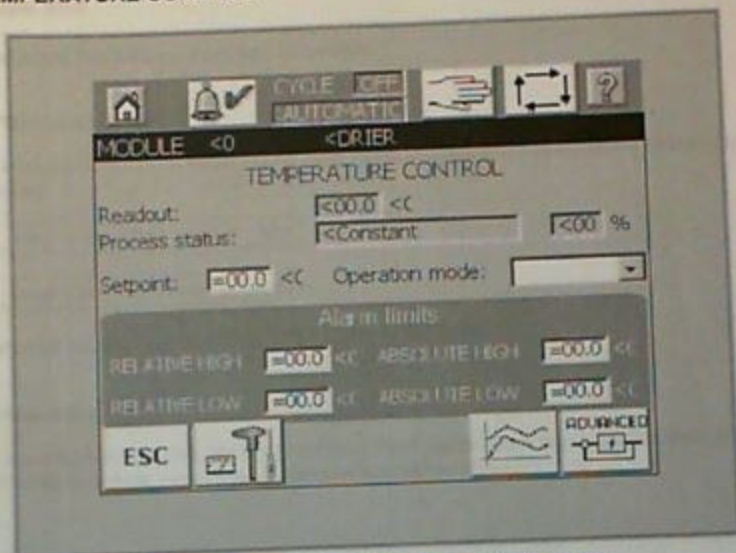 CYCLE OFF
AUTOMATIC
?
MODULE <0 <DRIER
TEMPERATURE CONTROL
Readout: <00.0 <C
Process status: <Constant <00 %
Setpoint: =00.0 <C Operation mode:
Alarm limits
RELATIVE HIGH =00.0 <C ABSOLUTE HIGH =00.0 <C
RELATIVE LOW =00.0 <C ABSOLUTE LOW =00.0 <C
ESC
ADVANCED